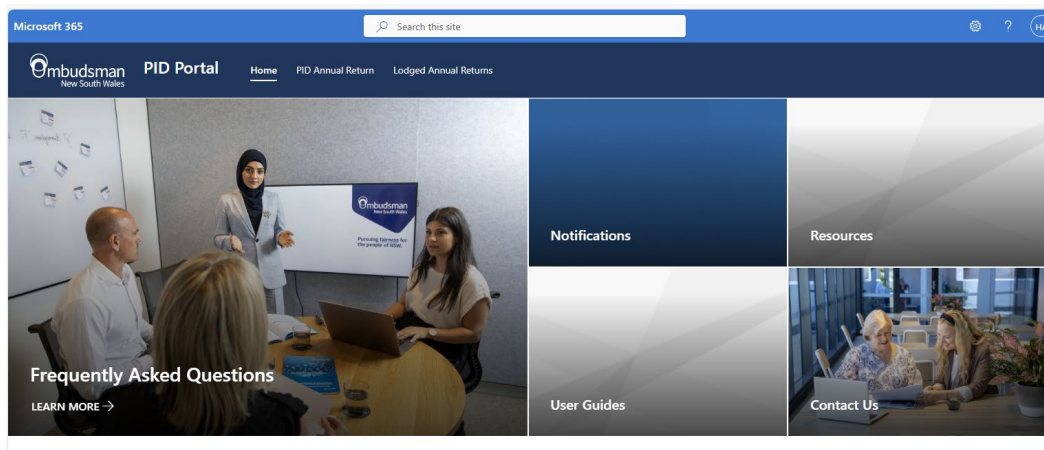 Microsoft 365
Search this site
?
HA
Ombudsman
New South Wales
PID Portal
Home
PID Annual Return
Lodged Annual Returns
Ombudsman
New South Wales
Pursuing fairness for
the people of NSW.
Frequently Asked Questions
LEARN MORE →
Notifications
Resources
User Guides
Contact Us